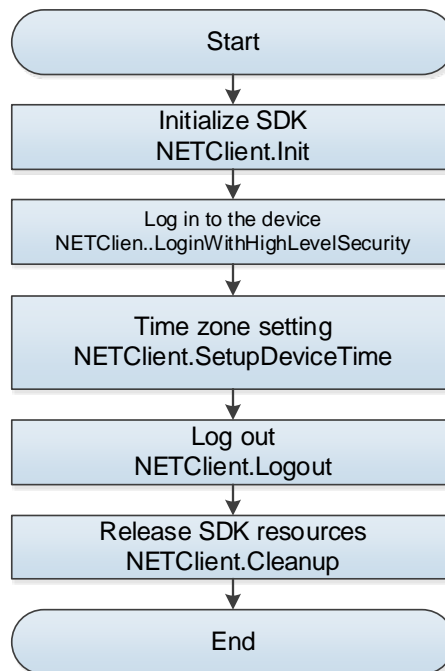 Start
Initialize SDK
NETClient.Init
Log in to the device
NETClien..LoginWithHighLevelSecurity
Time zone setting
NETClient.SetupDeviceTime
Log out
NETClient.Logout
Release SDK resources
NETClient.Cleanup
End